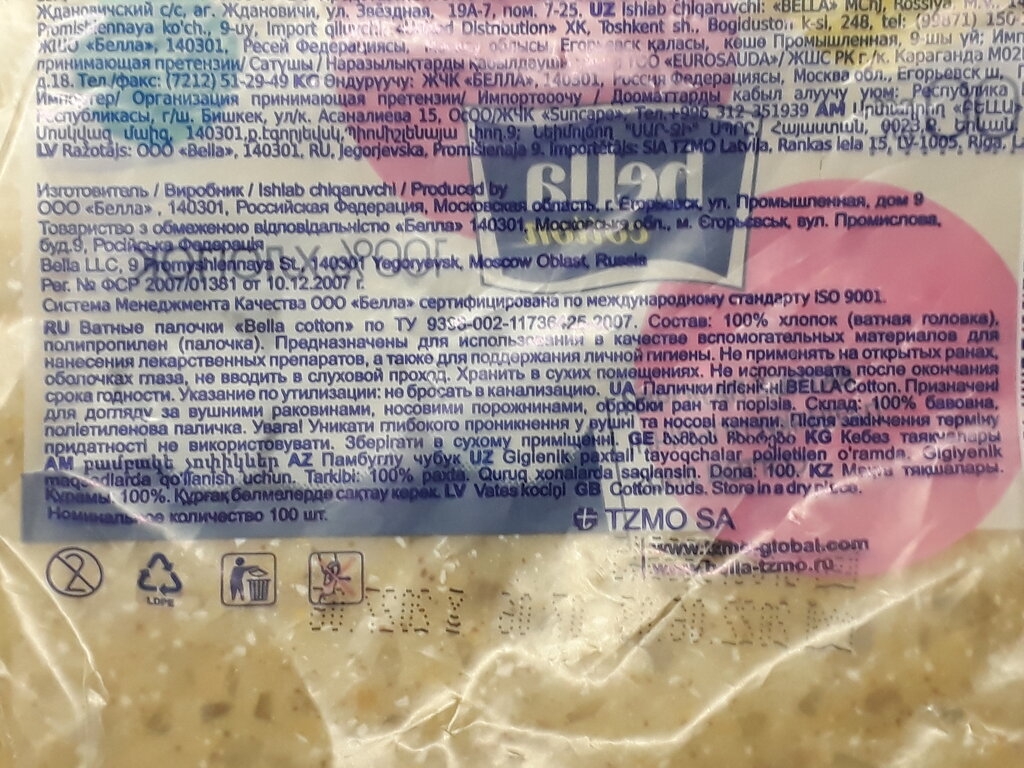 Ждановичский с/с, аг. Ждановичи, ул. Звёздная, 19А-7, пом. 7-25. UZ Ishlab chiqaruvchi: «BELLA» MChJ, Rossiya,
Promishlennaya ko'ch., 9-uy, Import qiluvchi: «United Distribution» XK, Toshkent sh., Bogiduston k-si, 248, tel: (99871) 150
ЖШО «Белла», 140301, Ресей Федерациясы, облысы Егорьевск қаласы, көше Промышленная, 9-шы үй;
принимающая претензии/ Сатушы / Наразылықтарды қабылдаушы ТОО «EUROSAUDA»/ ЖШС РК г./қ. Караганда
д.18. Тел./факс: (7212) 51-29-49 KG Өндүрүүчү: ЖЧК «БЕЛЛА», 140301, Россия Федерациясы, Москва обл., Егорьевск ш.,
Импортер/ Организация принимающая претензии/ Импортоочу / Дооматтарды кабыл алуучу уюм: Республика
Республикасы, г/ш. Бишкек, ул/к. Асаналиева 15, ОсОО/ЖЧК «Suncape», Тел.+996 312 351939 AM
140301,
LV Ražotājs: OOO «Bella», 140301, RU, Jegorjevska, Promišlenaja 9. Importētājs: SIA TZMO Latvija, Rankas iela 15, LV-1005, Rīga,
bella
cotton
Изготовитель / Виробник / Ishlab chiqaruvchi / Produced by
ООО «Белла» , 140301, Российская Федерация, Московская область, г. Егорьевск, ул. Промышленная, дом 9
Товариство з обмеженою відповідальністю «Белла» 140301, Московська обл., м. Єгорьєвськ, вул. Промислова,
буд.9, Російська Федерація
Bella LLC, 9 Promyshlennaya St., 140301 Yegoryevsk, Moscow Oblast, Russia
Рег. № ФСР 2007/01381 от 10.12.2007 г.
100% ХЛОПОК
Система Менеджмента Качества ООО «Белла» сертифицирована по международному стандарту ISO 9001.
RU Ватные палочки «Bella cotton» по ТУ 9398-002-11736425-2007. Состав: 100% хлопок (ватная головка),
полипропилен (палочка). Предназначены для использования в качестве вспомогательных материалов для
нанесения лекарственных препаратов, а также для поддержания личной гигиены. Не применять на открытых ранах,
оболочках глаза, не вводить в слуховой проход. Хранить в сухих помещениях. Не использовать после окончания
срока годности. Указание по утилизации: не бросать в канализацию. UA Палички гігієнічні BELLA Cotton. Призначені
для догляду за вушними раковинами, носовими порожнинами, обробки ран та порізів. Склад: 100% бавовна,
поліетиленова паличка. Увага! Уникати глибокого проникнення у вушні та носові канали. Після закінчення терміну
придатності не використовувати. Зберігати в сухому приміщенні. GE ბამბის ჩხირები KG Кебез таякчалары
AM բամբակե չոփիկներ AZ Памбуглу чубук UZ Gigienik paxtali tayoqchalar polietilen o'ramda. Gigiyenik
maqsadlarda qo'llanish uchun. Tarkibi: 100% paxta. Quruq xonalarda saqlansin. Dona: 100. KZ Мақта таяқшалары.
Құрамы: 100%. Құрғақ бөлмелерде сақтау керек. LV Vates kociņi GB Cotton buds. Store in a dry place.
Номинальное количество 100 шт.
TZMO SA
www.tzmo-global.com
www.bella-tzmo.ru
LDPE